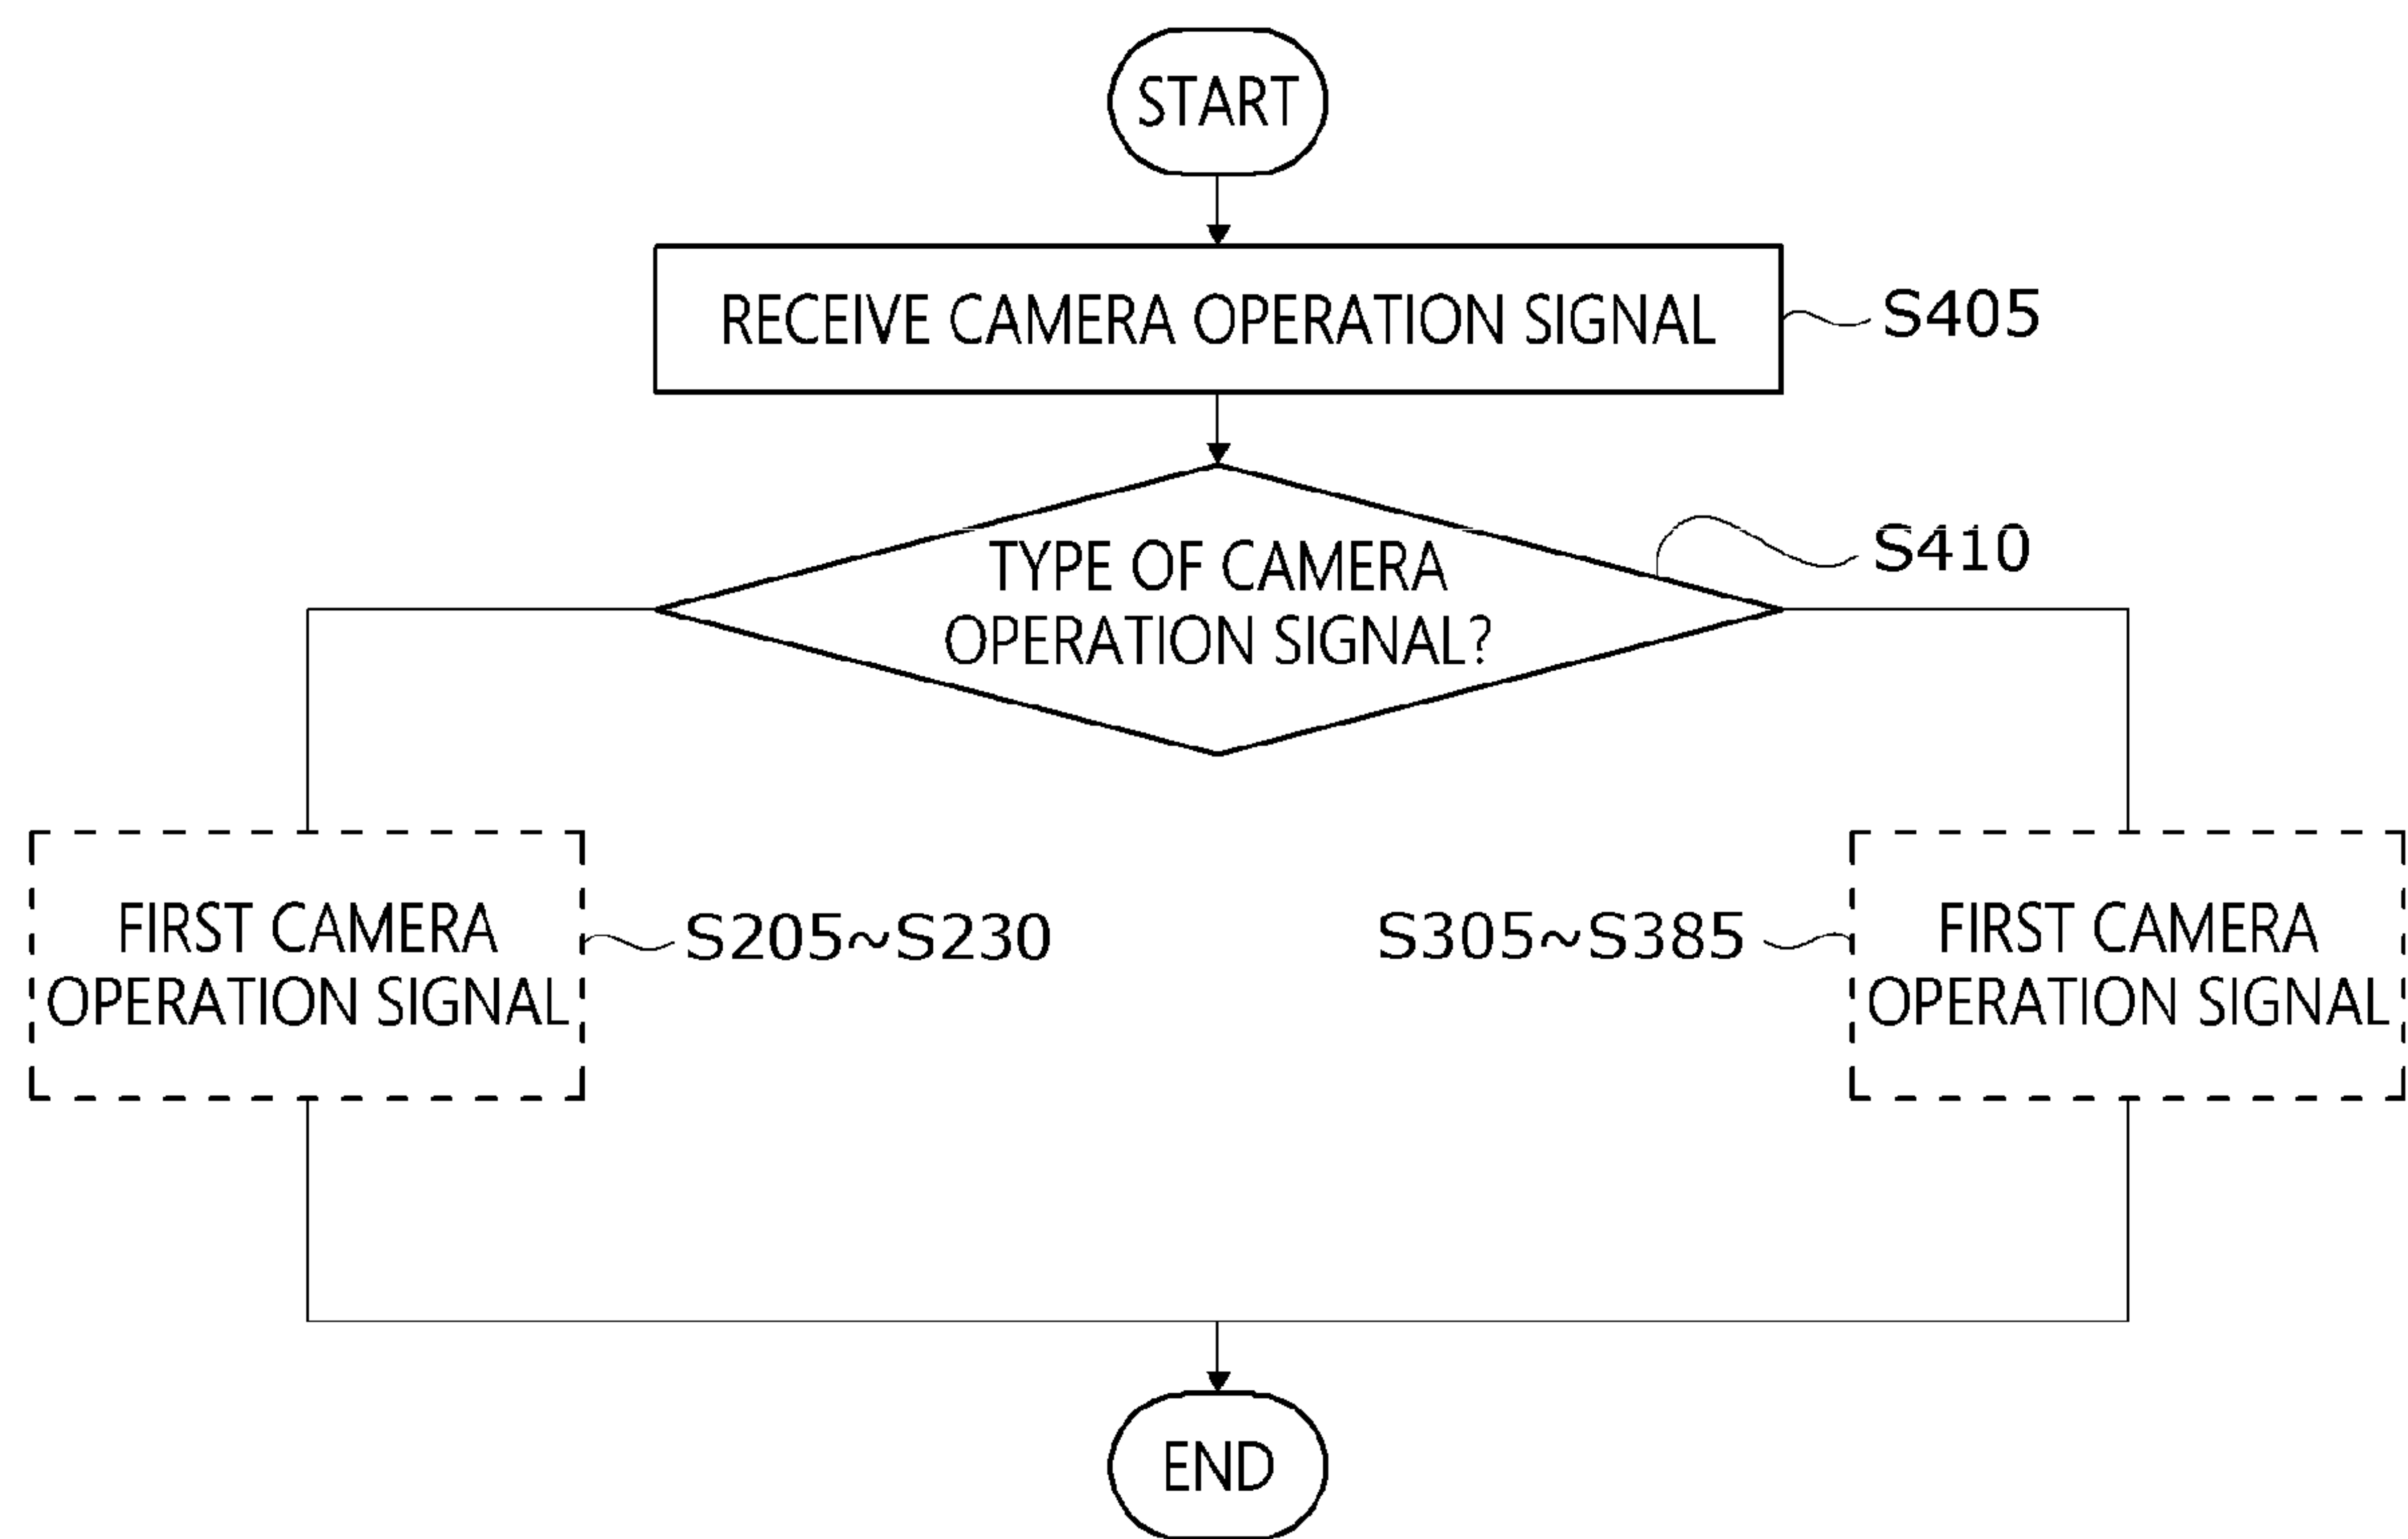 START
RECEIVE CAMERA OPERATION SIGNAL
S405
TYPE OF CAMERA
OPERATION SIGNAL?
S410
FIRST CAMERA
OPERATION SIGNAL
S205~S230
S305~S385
FIRST CAMERA
OPERATION SIGNAL
END